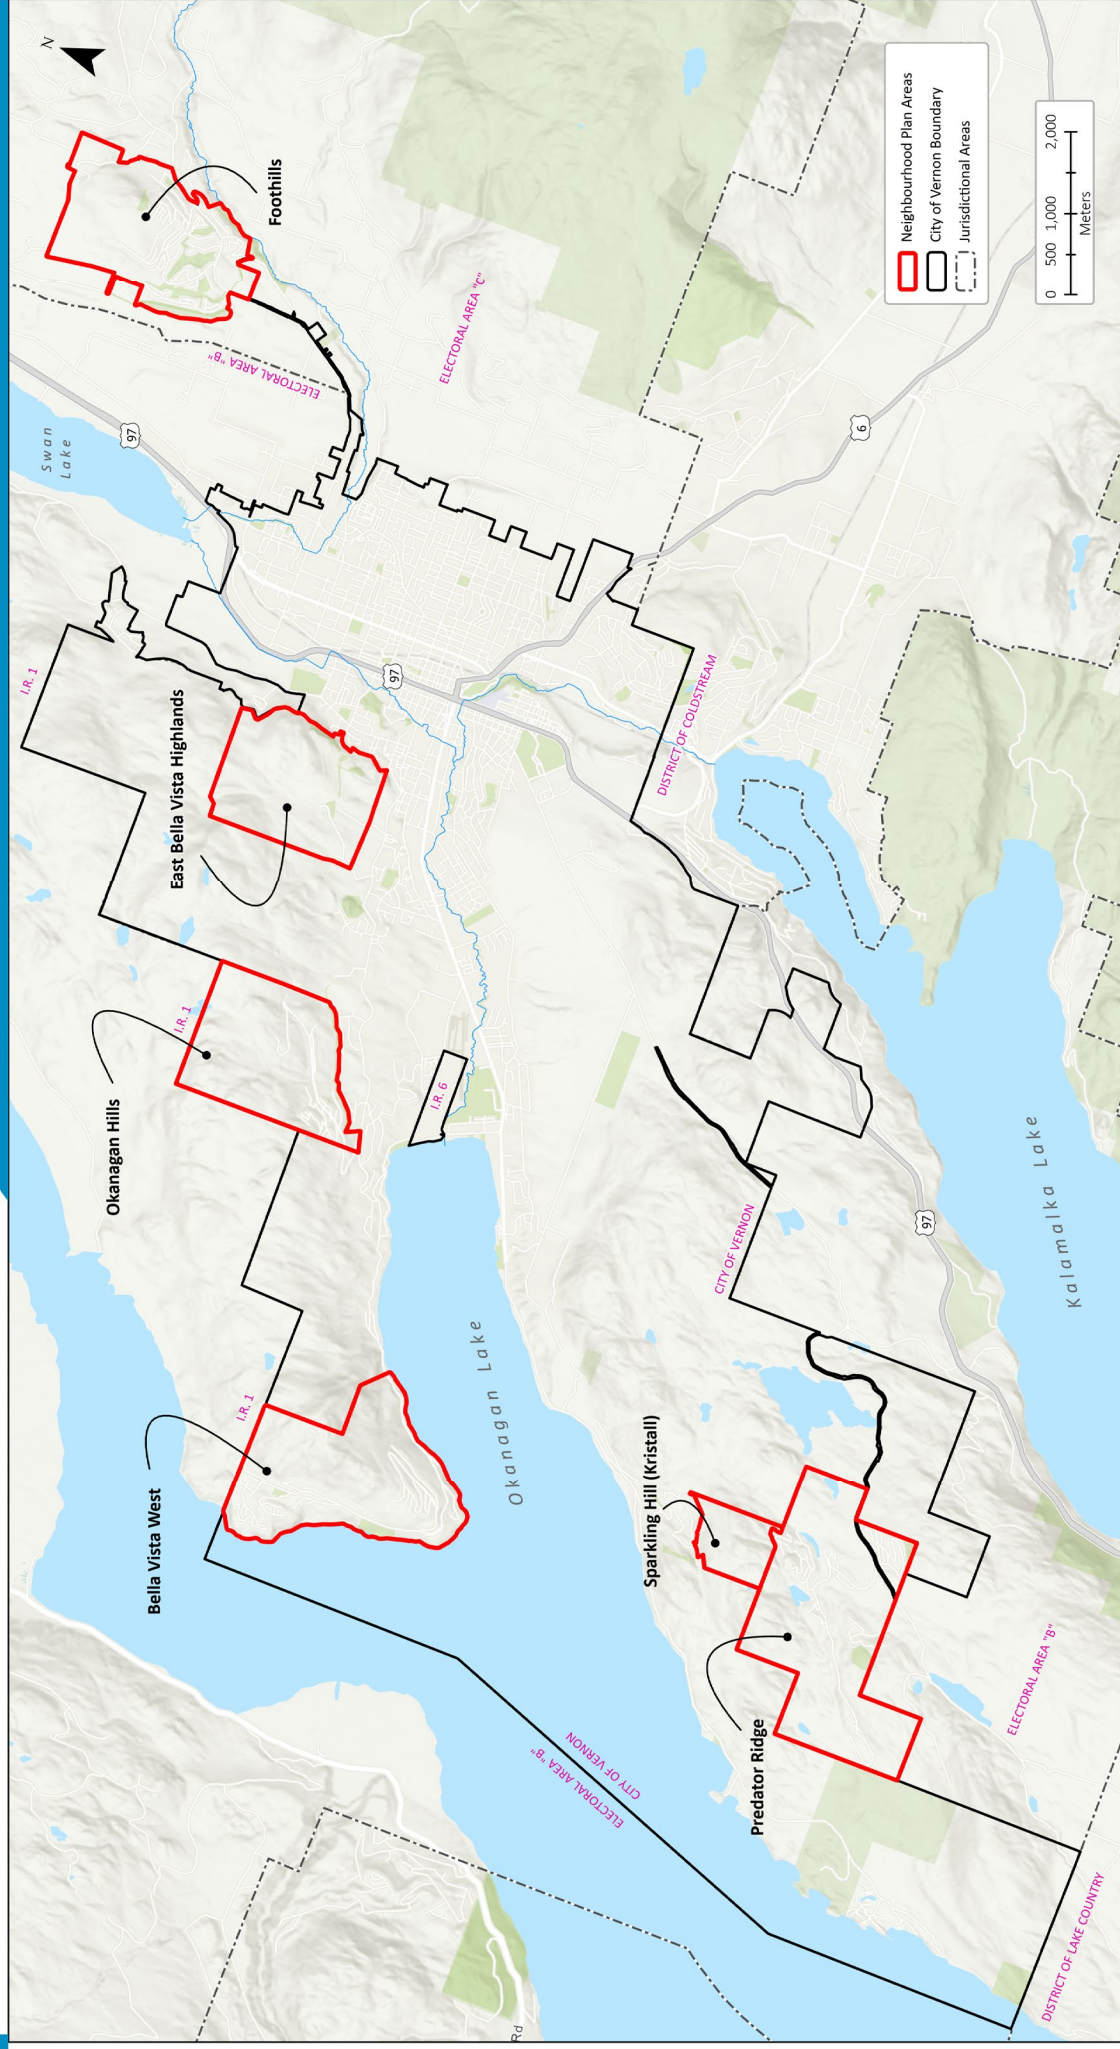 N
Swan
Lake
97
Foothills
ELECTORAL AREA "B"
ELECTORAL AREA "C"
I.R. 1
East Bella Vista Highlands
97
6
DISTRICT OF COLDSTREAM
Okanagan Hills
I.R. 1
I.R. 6
Bella Vista West
I.R. 1
Okanagan Lake
CITY OF VERNON
97
Kalamalka Lake
Sparkling Hill (Kristall)
Predator Ridge
CITY OF VERNON
ELECTORAL AREA "B"
ELECTORAL AREA "B"
DISTRICT OF LAKE COUNTRY
Rd
Neighbourhood Plan Areas
City of Vernon Boundary
Jurisdictional Areas
0 500 1,000 2,000
Meters